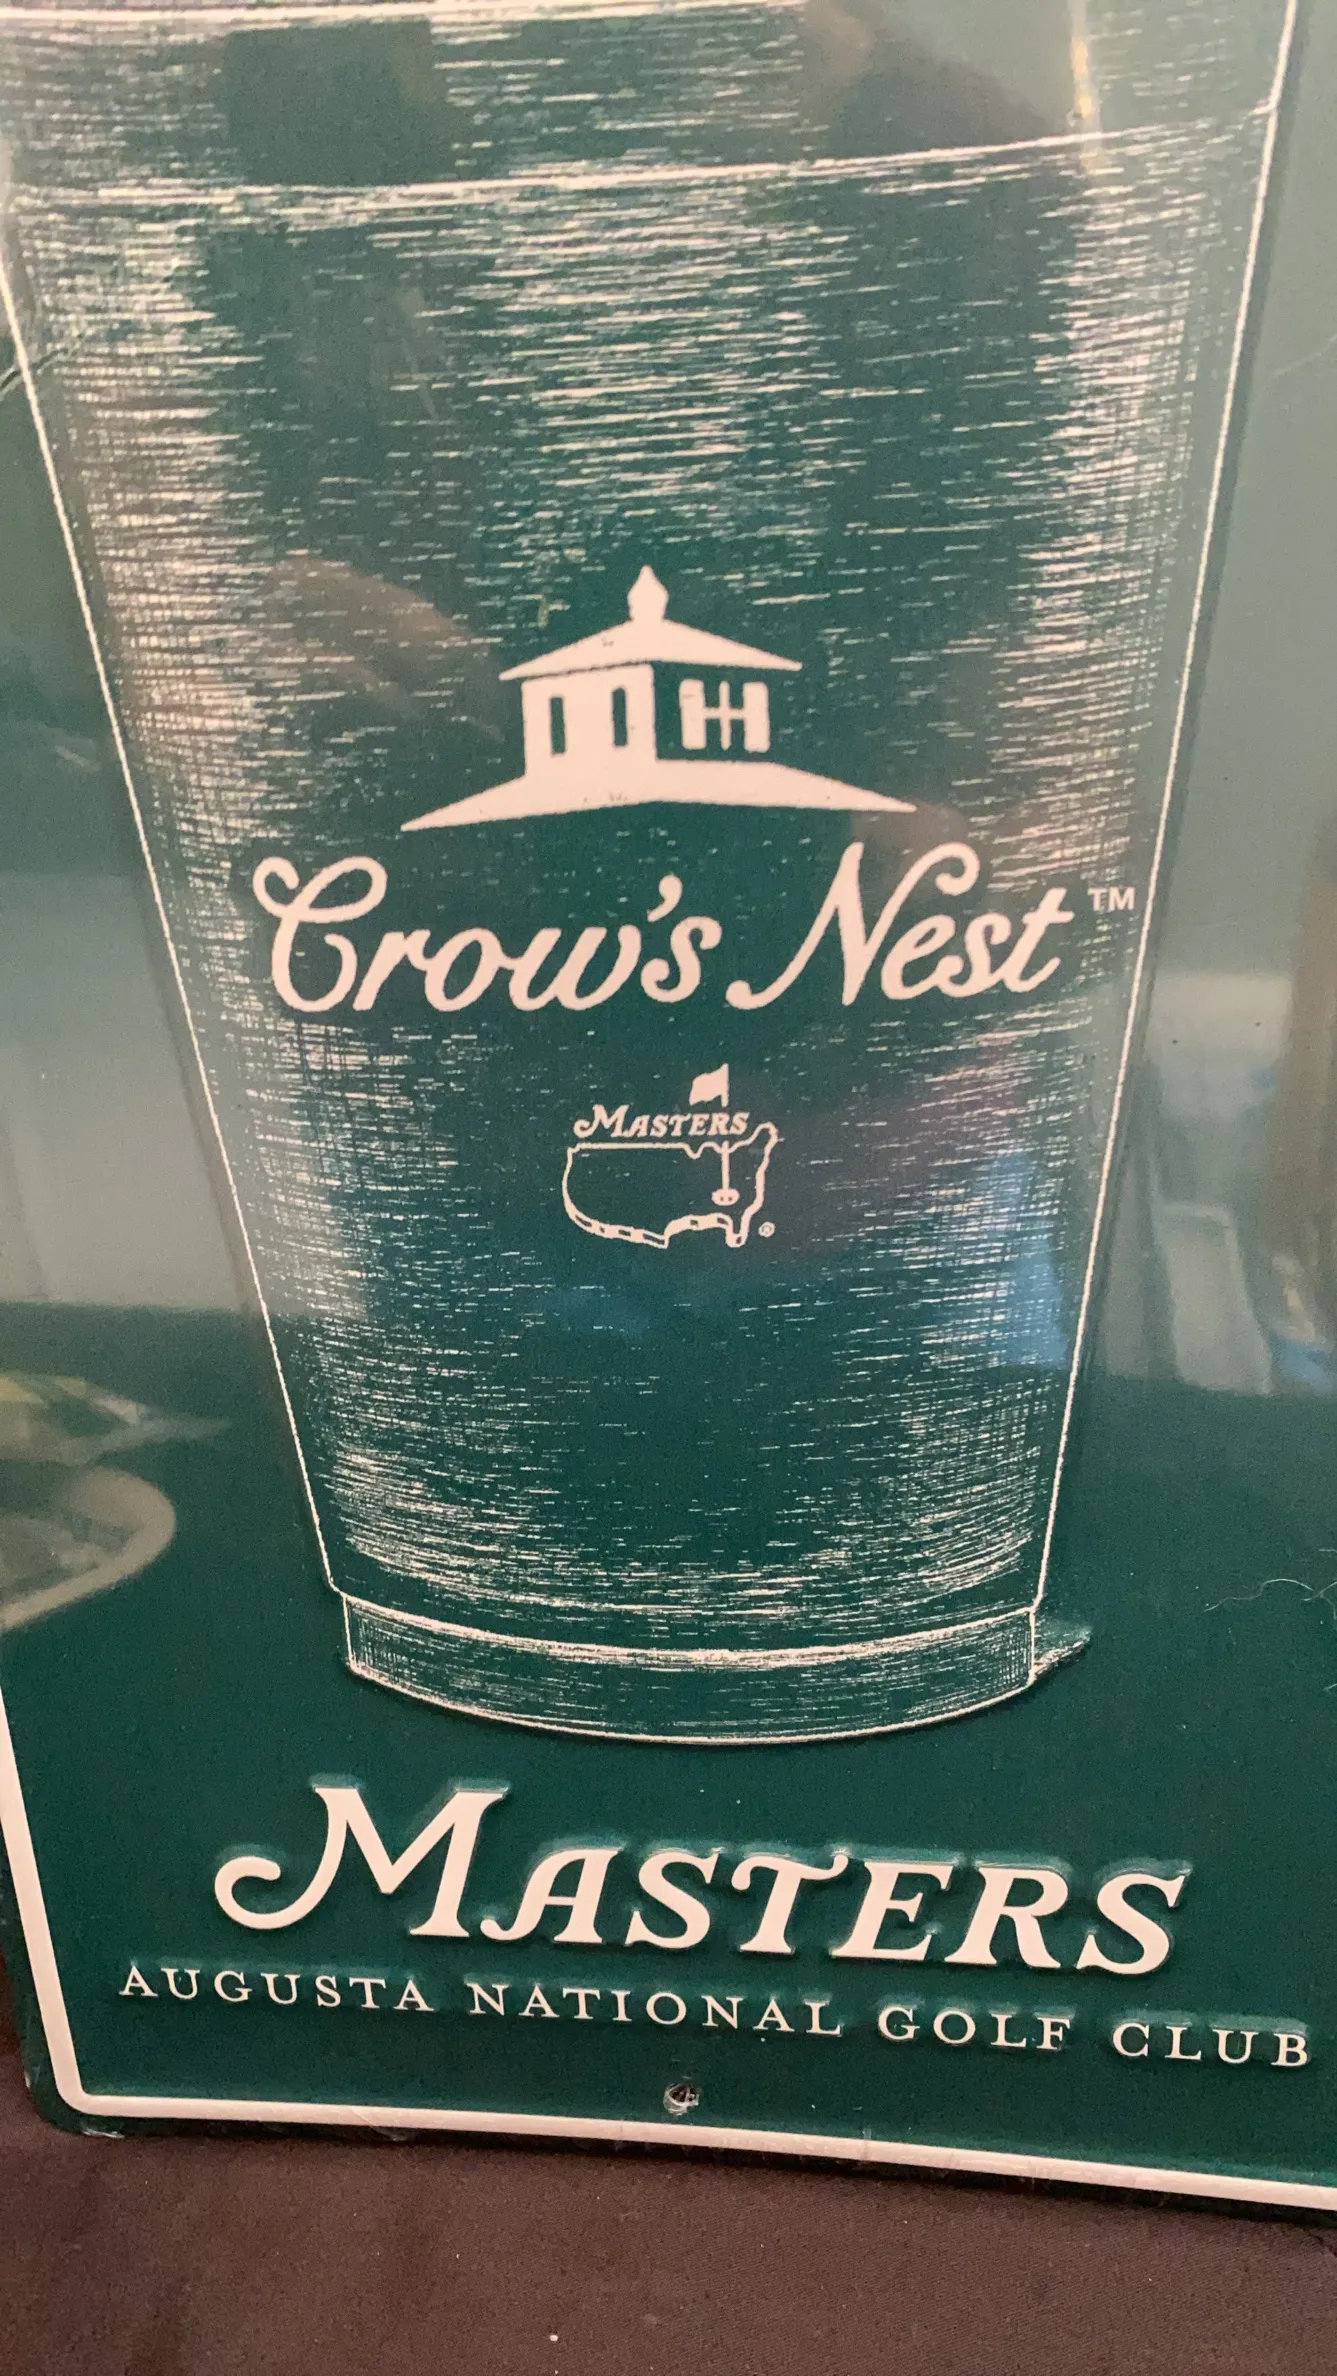 Crow's Nest™
MASTERS
®
MASTERS
AUGUSTA NATIONAL GOLF CLUB